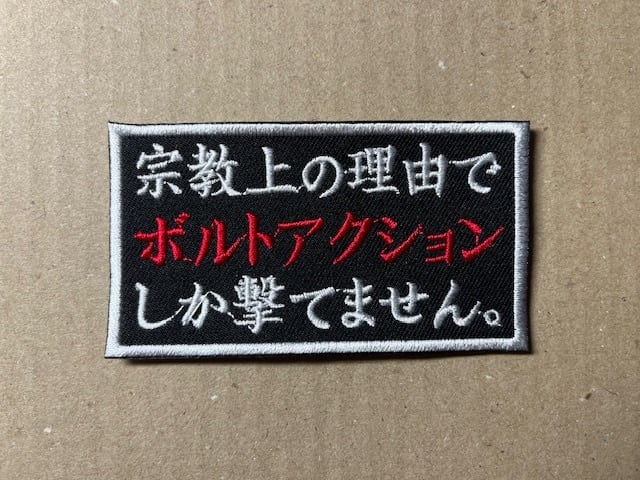 宗教上の理由で
ボルトアクション
しか撃てません。